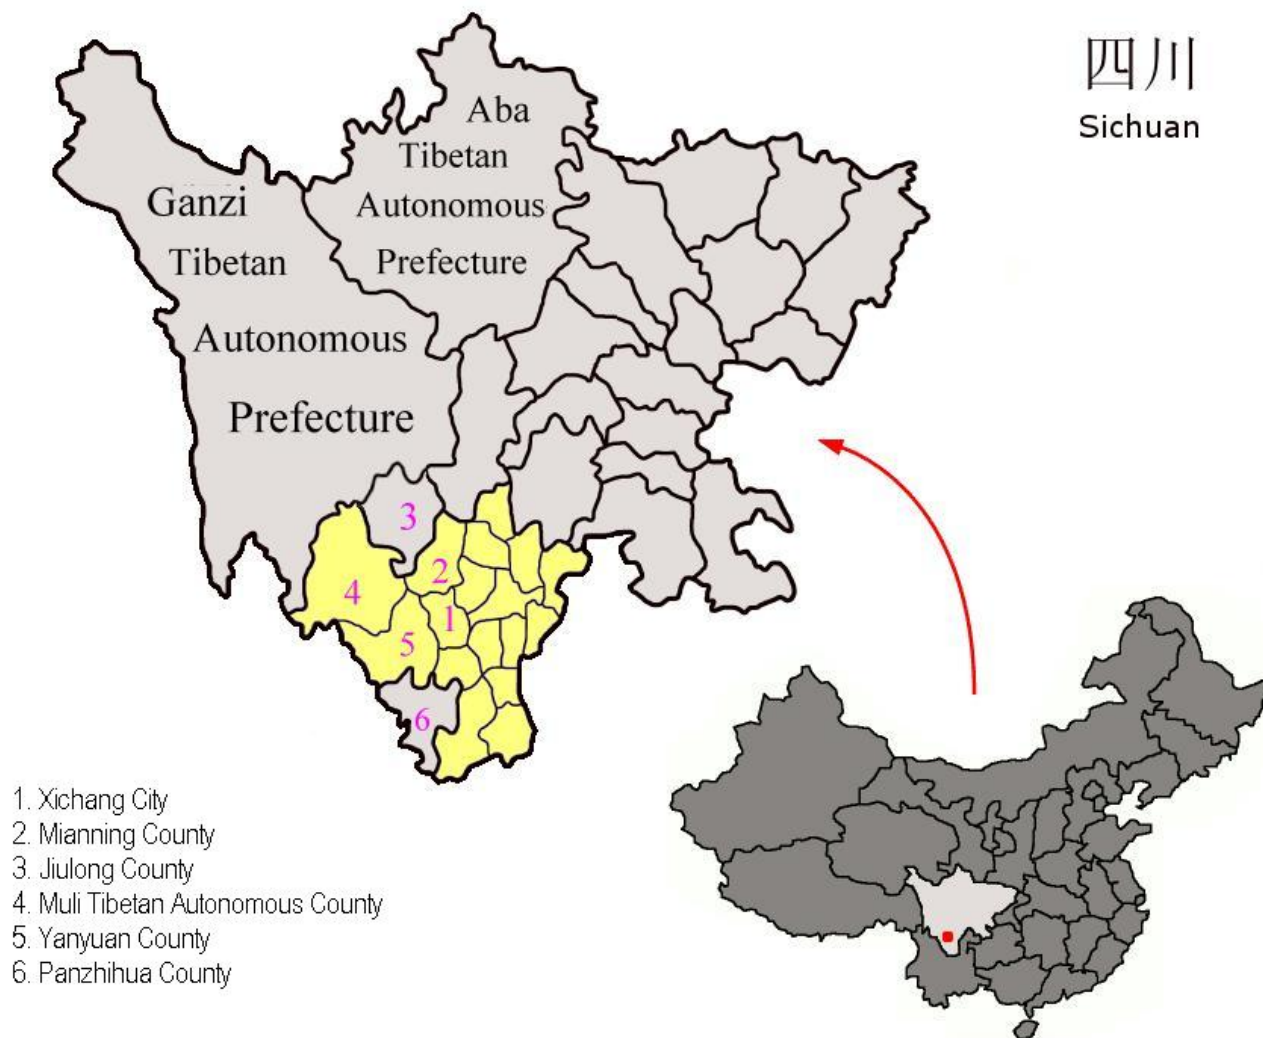 四川
Sichuan
Aba
Tibetan
Autonomous
Prefecture
Ganzi
Tibetan
Autonomous
Prefecture
3
2
4
1
5
6
1. Xichang City
2. Mianning County
3. Jiulong County
4. Muli Tibetan Autonomous County
5. Yanyuan County
6. Panzhihua County